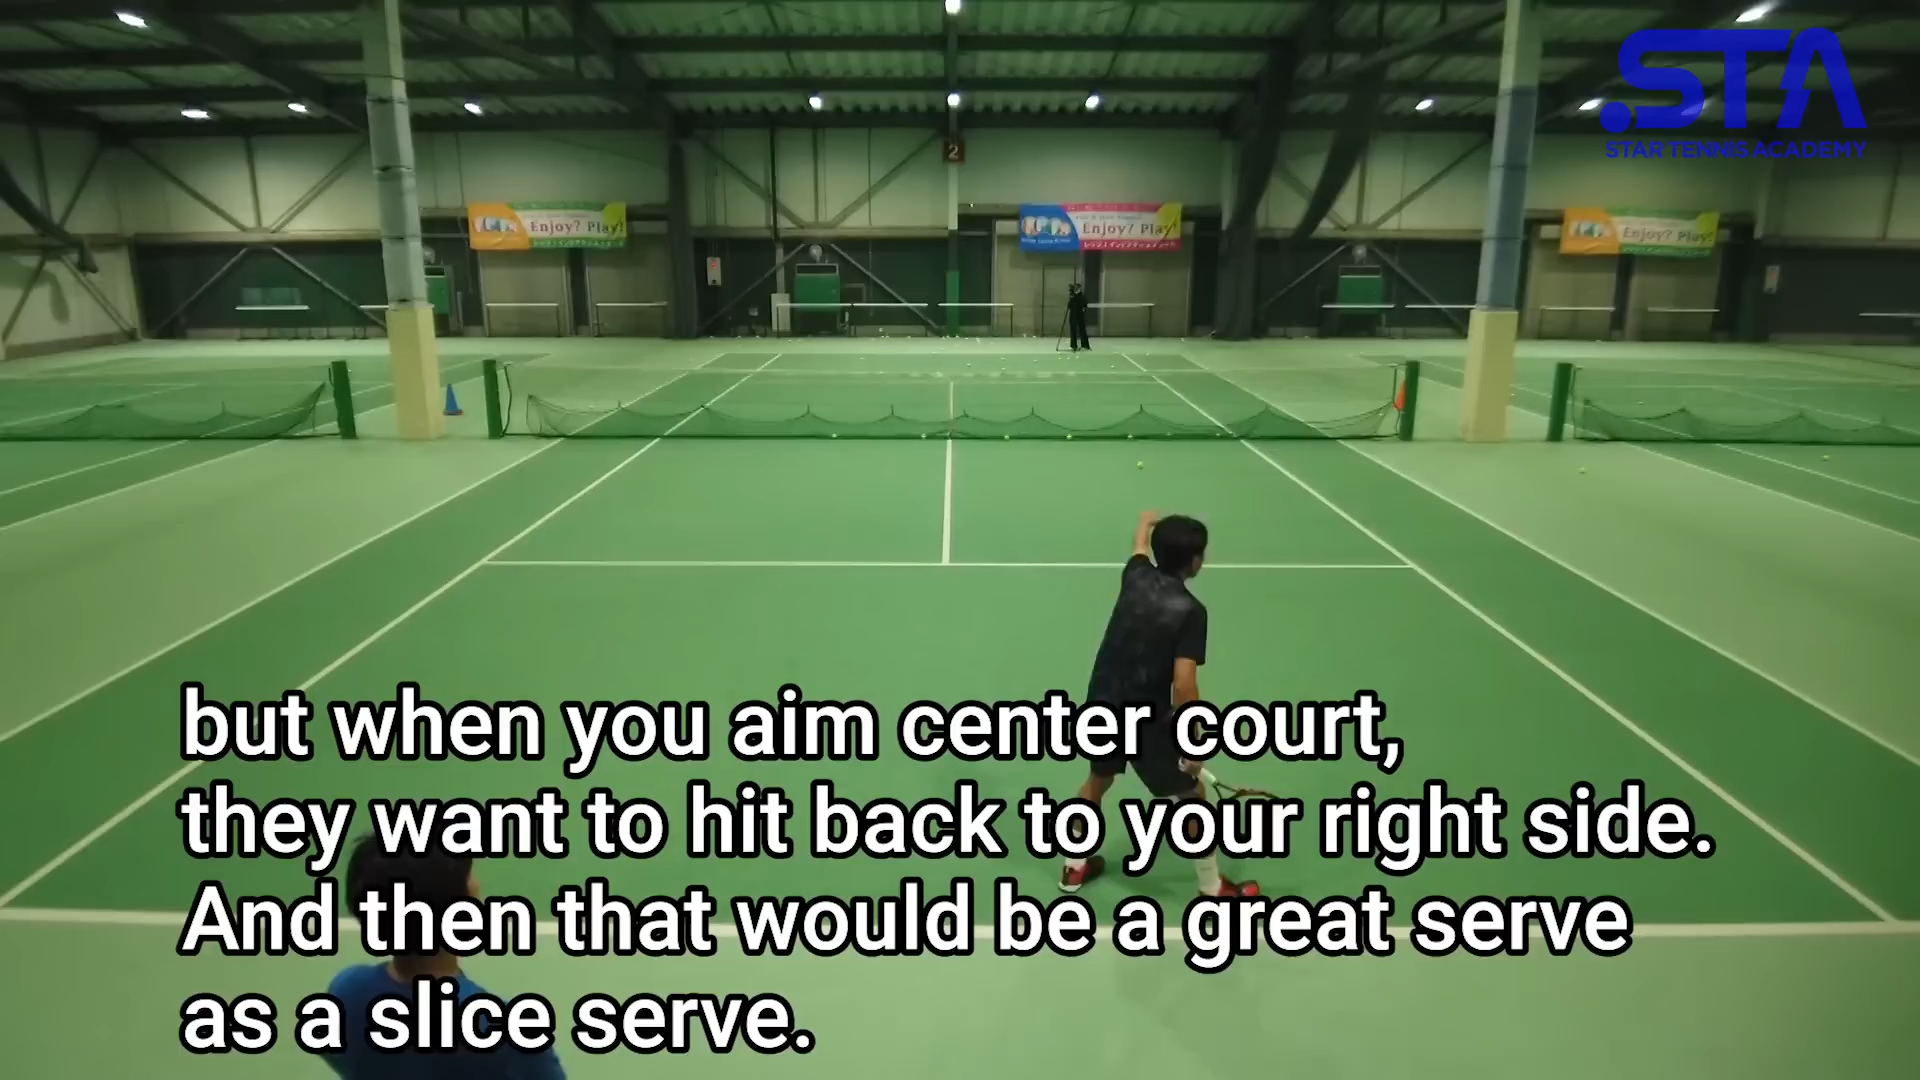 STA
STAR TENNIS ACADEMY
2
Enjoy? Play!
Enjoy? Play!
Enjoy? Play!
but when you aim center court,
they want to hit back to your right side.
And then that would be a great serve
as a slice serve.